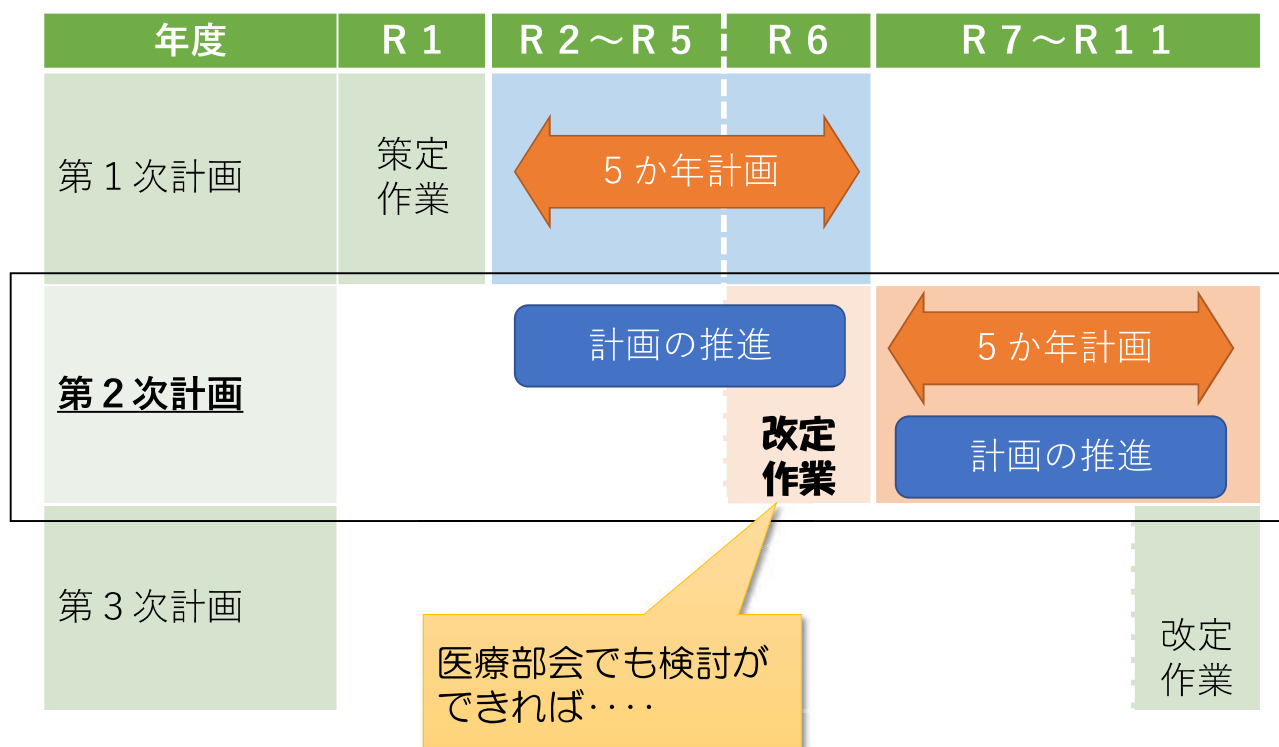 年度
Ｒ１
Ｒ２～Ｒ５
Ｒ６
Ｒ７～Ｒ１１
第１次計画
策定
作業
５か年計画
第２次計画
計画の推進
改定
作業
５か年計画
計画の推進
第３次計画
医療部会でも検討が
できれば‥‥
改定
作業